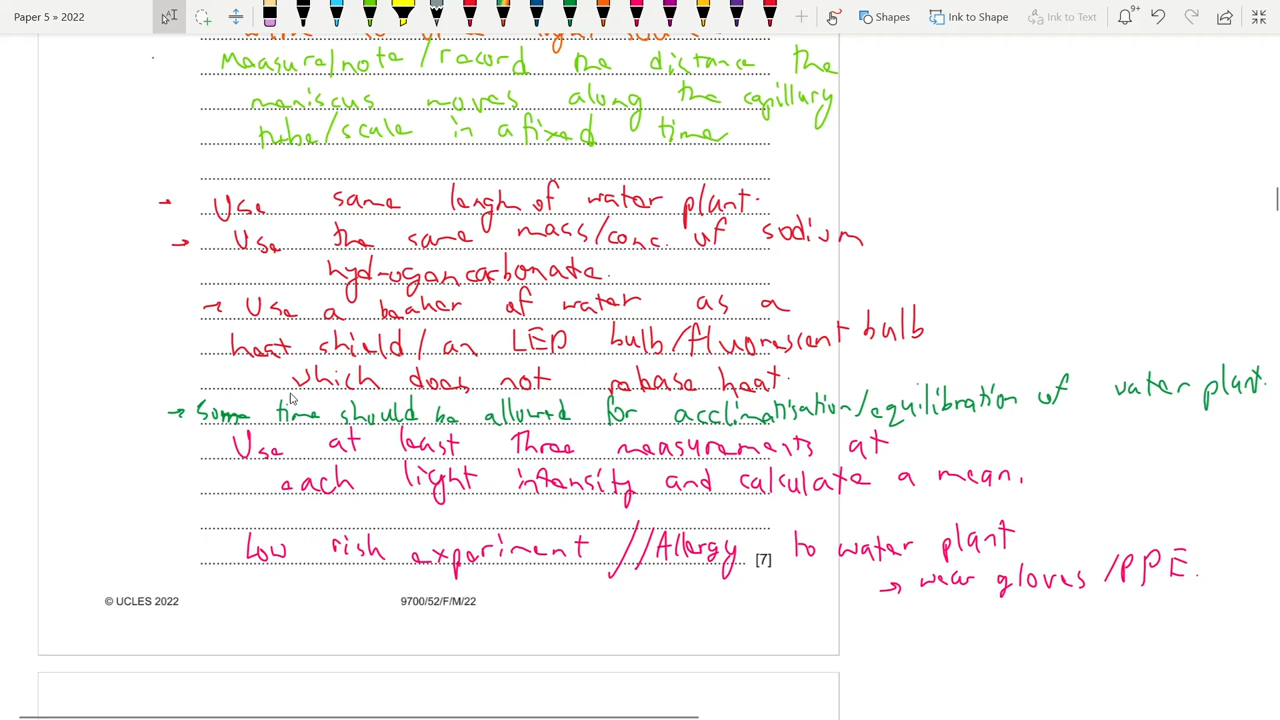 Paper 5 » 2022
Shapes
Ink to Shape
Ink to Text
9+
light
Measure/note/record the distance the
meniscus moves along the capillary
tube/scale in a fixed time
Use same lengh of water plant.
→ Use the same mass/conc. of sodium
hydrogencarbonate.
→ Use a beaker of water as a
heat shield/an LED bulb/fluorescent bulb
which does not release heat.
→ Some time should be allowed for acclimatisation/equilibration of water plant.
Use at least three measurements at
each light intensity and calculate a mean.
Low risk experiment //Allergy [7] to water plant
→ wear gloves /PPE.
© UCLES 2022
9700/52/F/M/22